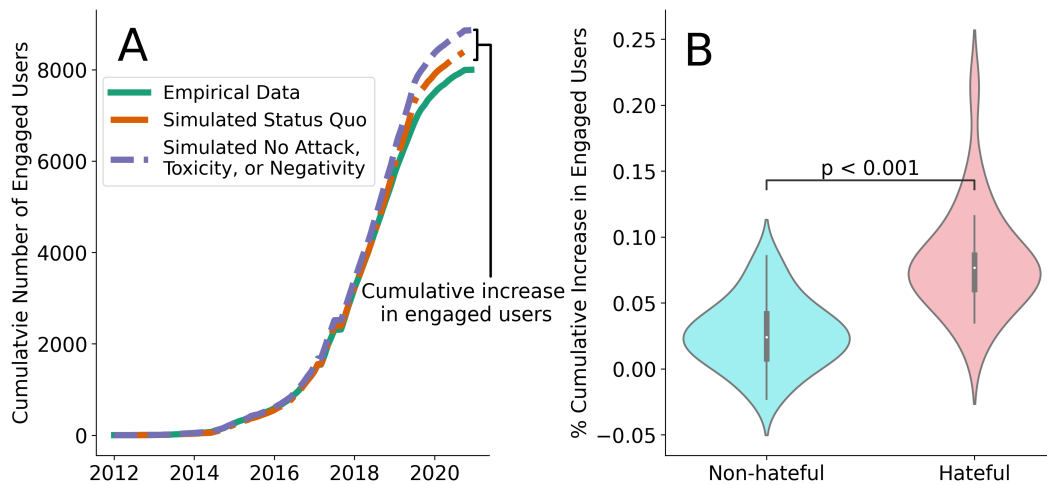 A
Cumulatvie Number of Engaged Users
8000
6000
4000
2000
0
Empirical Data
Simulated Status Quo
Simulated No Attack,
Toxicity, or Negativity
Cumulative increase
in engaged users
2012
2014
2016
2018
2020
B
% Cumulative Increase in Engaged Users
0.25
0.20
0.15
0.10
0.05
0.00
−0.05
p < 0.001
Non-hateful
Hateful